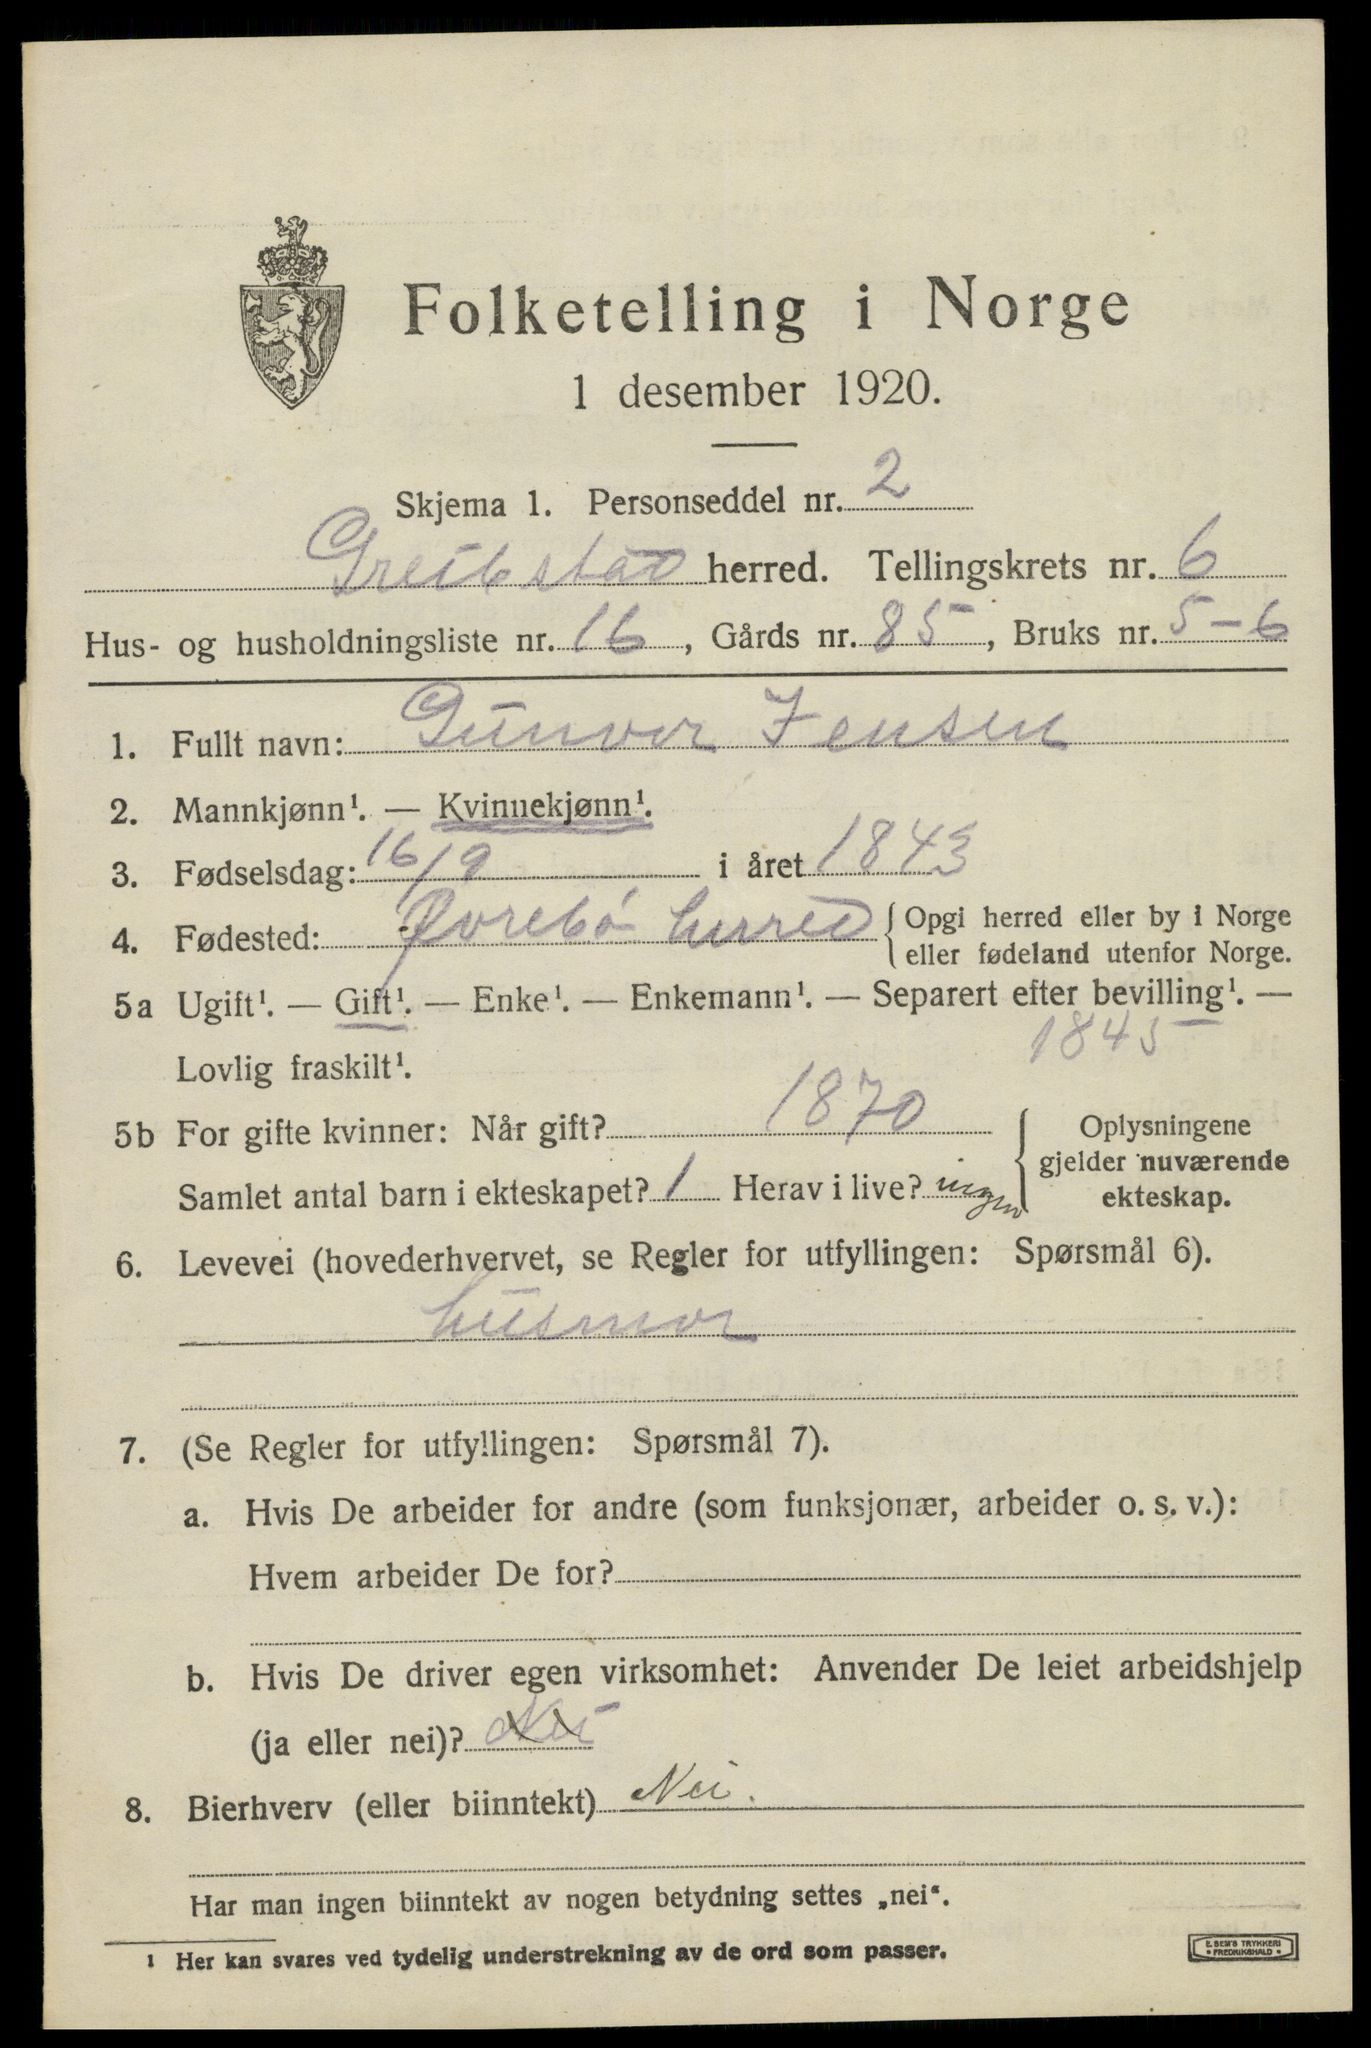 Folketelling i Norge
1 desember 1920.
Skjema 1. Personseddel nr. 2
Greibstad herred. Tellingskrets nr. 6
Hus- og husholdningsliste nr. 16, Gårds nr. 85, Bruks nr. 5-6
1. Fullt navn: Gunvor Jensen
2. Mannkjønn¹. — Kvinnekjønn¹.
3. Fødselsdag: 16/9 i året 1843
4. Fødested: Øvrebö herred { Opgi herred eller by i Norge
eller fødeland utenfor Norge.
5a Ugift¹. — Gift¹. — Enke¹. — Enkemann¹. — Separert efter bevilling¹. —
Lovlig fraskilt¹. 1845
5b For gifte kvinner: Når gift? 1870 { Oplysningene
gjelder nuværende
Samlet antal barn i ekteskapet? 1 Herav i live? ingen ekteskap.
6. Levevei (hovederhvervet, se Regler for utfyllingen: Spørsmål 6).
husmor
7. (Se Regler for utfyllingen: Spørsmål 7).
a. Hvis De arbeider for andre (som funksjonær, arbeider o. s. v.):
Hvem arbeider De for?
b. Hvis De driver egen virksomhet: Anvender De leiet arbeidshjelp
(ja eller nei)? Nei
8. Bierhverv (eller biinntekt) Nei.
Har man ingen biinntekt av nogen betydning settes „nei“.
1 Her kan svares ved tydelig understrekning av de ord som passer.
E. SEM'S TRYKKERI
FREDRIKSHALD